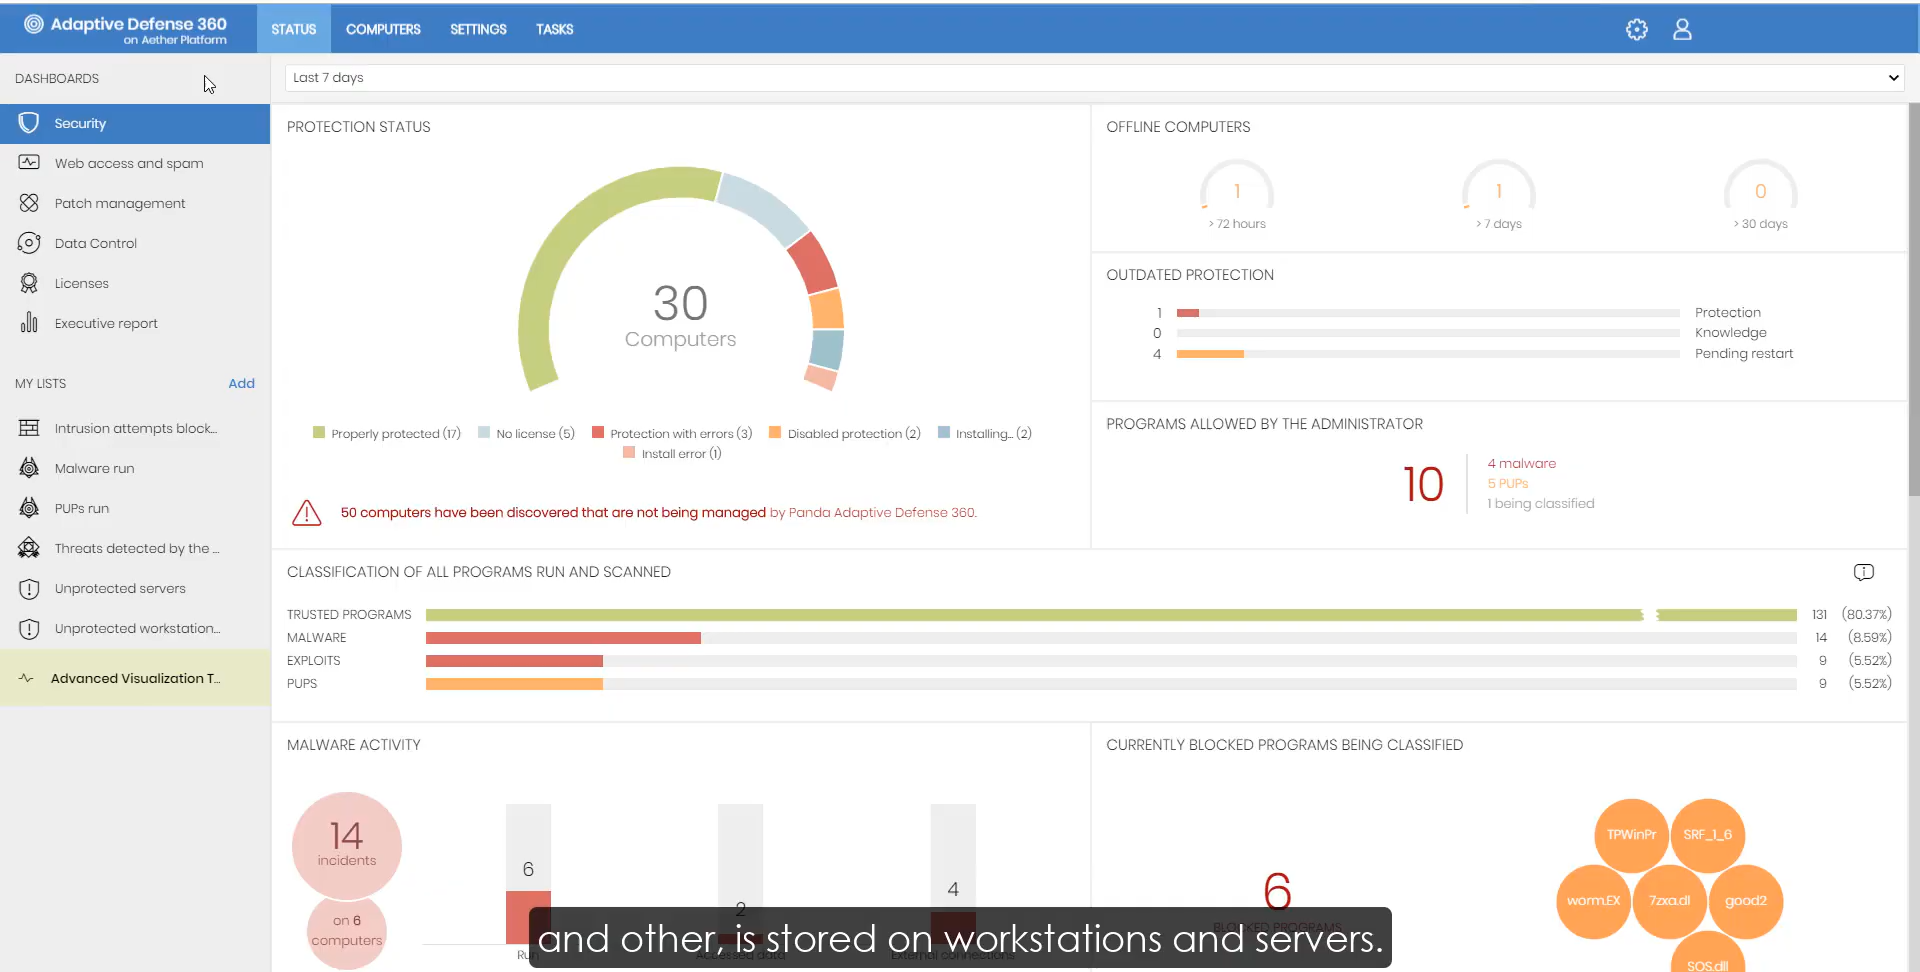 Adaptive Defense 360
on Aether Platform
STATUS
COMPUTERS
SETTINGS
TASKS
DASHBOARDS
Security
Web access and spam
Patch management
Data Control
Licenses
Executive report
MY LISTS
Add
Intrusion attempts block...
Malware run
PUPs run
Threats detected by the ...
Unprotected servers
Unprotected workstation...
Advanced Visualization T...
Last 7 days
PROTECTION STATUS
30
Computers
Properly protected (17)
No license (5)
Protection with errors (3)
Disabled protection (2)
Installing... (2)
Install error (1)
50 computers have been discovered that are not being managed by Panda Adaptive Defense 360.
OFFLINE COMPUTERS
1
> 72 hours
1
> 7 days
0
> 30 days
OUTDATED PROTECTION
1 Protection
0 Knowledge
4 Pending restart
PROGRAMS ALLOWED BY THE ADMINISTRATOR
10
4 malware
5 PUPs
1 being classified
CLASSIFICATION OF ALL PROGRAMS RUN AND SCANNED
TRUSTED PROGRAMS 131 (80.37%)
MALWARE 14 (8.59%)
EXPLOITS 9 (5.52%)
PUPS 9 (5.52%)
MALWARE ACTIVITY
14
incidents
on 6
computers
6
2
4
Run
Accessed data
External connections
CURRENTLY BLOCKED PROGRAMS BEING CLASSIFIED
6
BLOCKED PROGRAMS
TPWinPr
SRF_1_6
worm.EX
7zxa.dl
good2
SOS.dll
and other, is stored on workstations and servers.